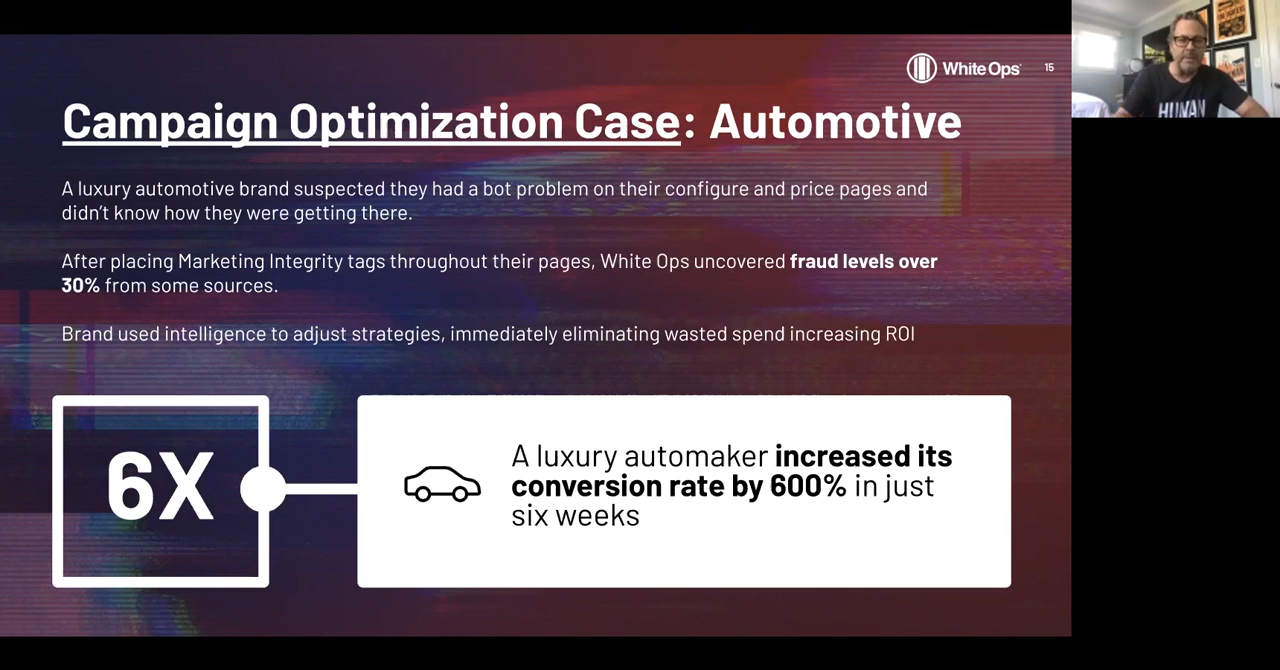 White Ops
15
Campaign Optimization Case: Automotive
A luxury automotive brand suspected they had a bot problem on their configure and price pages and
didn’t know how they were getting there.
After placing Marketing Integrity tags throughout their pages, White Ops uncovered fraud levels over
30% from some sources.
Brand used intelligence to adjust strategies, immediately eliminating wasted spend increasing ROI
6X
A luxury automaker increased its
conversion rate by 600% in just
six weeks
HUMAN